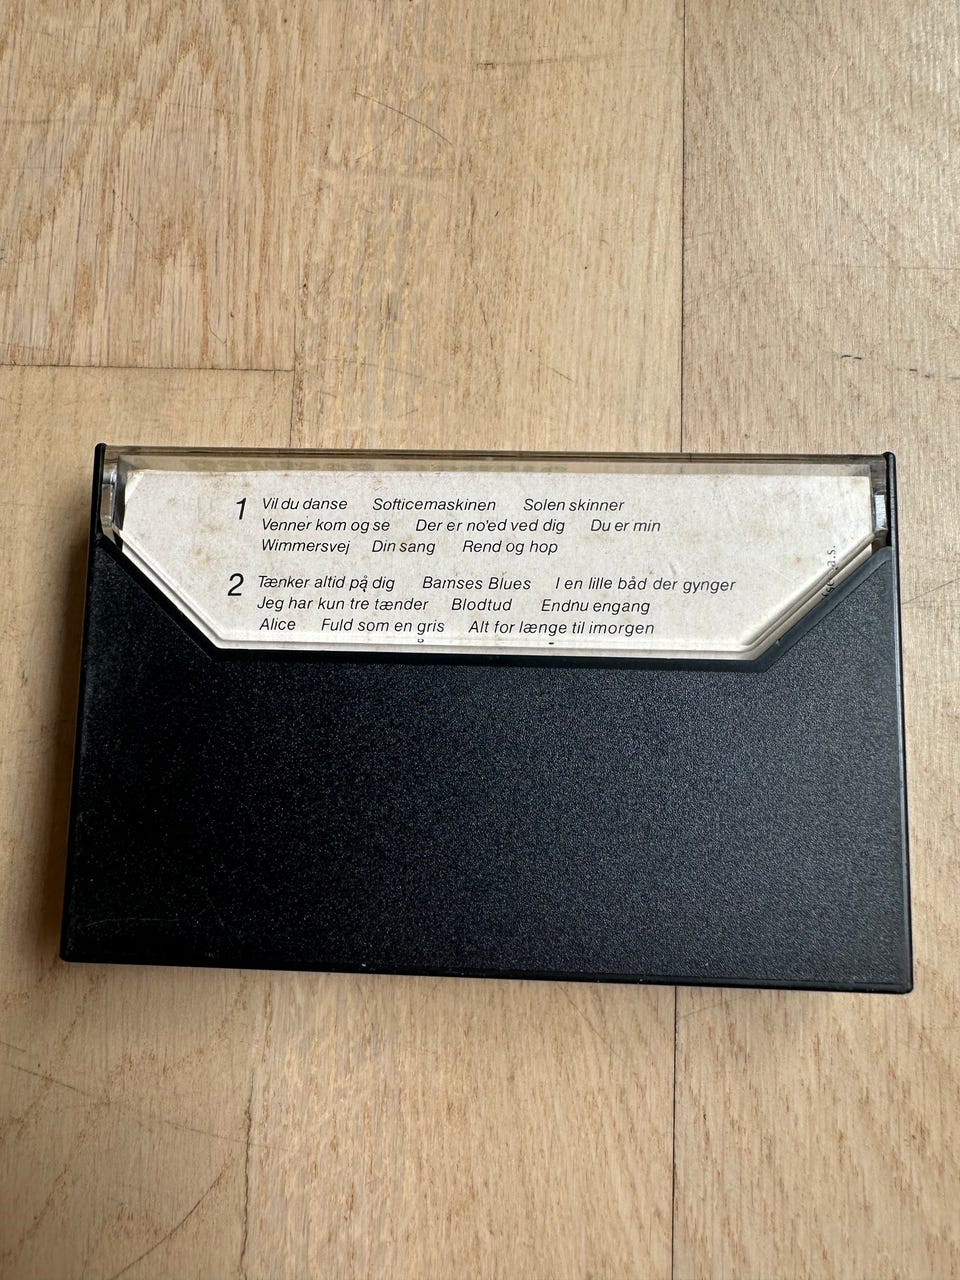 1 Vil du danse Softicemaskinen Solen skinner
Venner kom og se Der er no'ed ved dig Du er min
Wimmersvej Din sang Rend og hop
2 Tænker altid på dig Bamses Blues I en lille båd der gynger
Jeg har kun tre tænder Blodtud Endnu engang
Alice Fuld som en gris Alt for længe til imorgen
a.s.